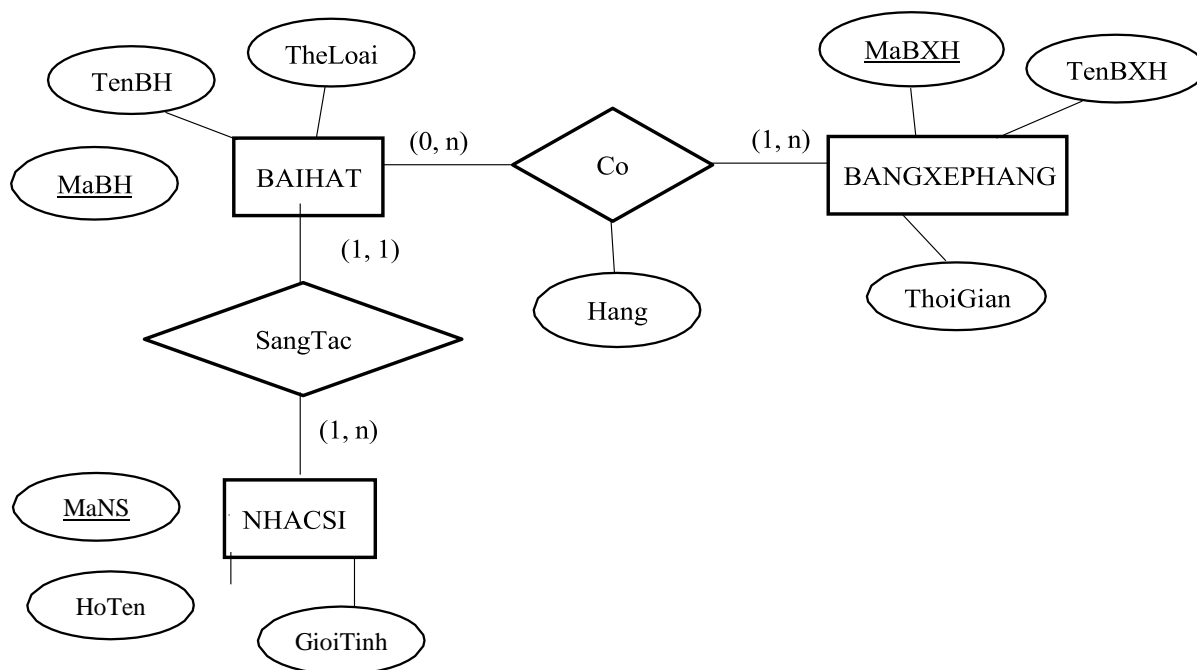 MaBXH
TheLoai
TenBXH
TenBH
(0, n)
(1, n)
MaBH
BAIHAT
Co
BANGXEPHANG
(1, 1)
ThoiGian
Hang
SangTac
(1, n)
MaNS
NHACSI
HoTen
GioiTinh